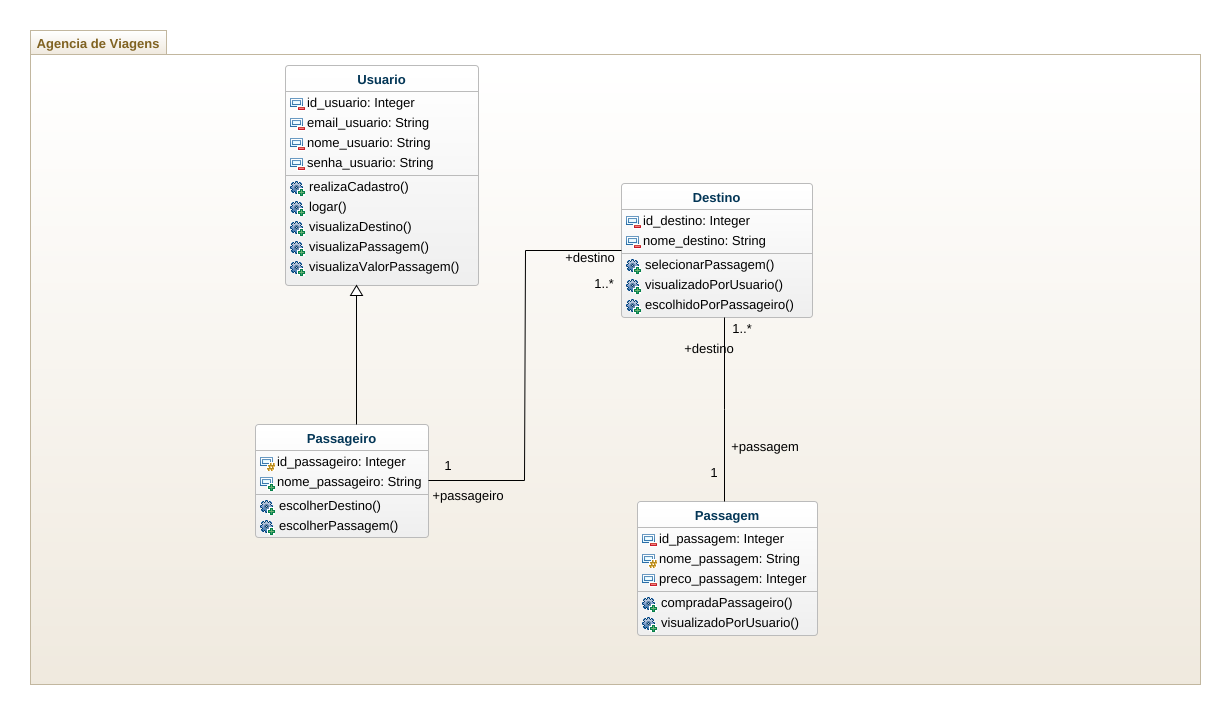 Agencia de Viagens
Usuario
id_usuario: Integer
email_usuario: String
nome_usuario: String
senha_usuario: String
realizaCadastro()
logar()
visualizaDestino()
visualizaPassagem()
visualizaValorPassagem()
Destino
id_destino: Integer
nome_destino: String
selecionarPassagem()
visualizadoPorUsuario()
escolhidoPorPassageiro()
+destino
1..*
1..*
+destino
+passagem
1
Passageiro
id_passageiro: Integer
nome_passageiro: String
escolherDestino()
escolherPassagem()
1
+passageiro
Passagem
id_passagem: Integer
nome_passagem: String
preco_passagem: Integer
compradaPassageiro()
visualizadoPorUsuario()